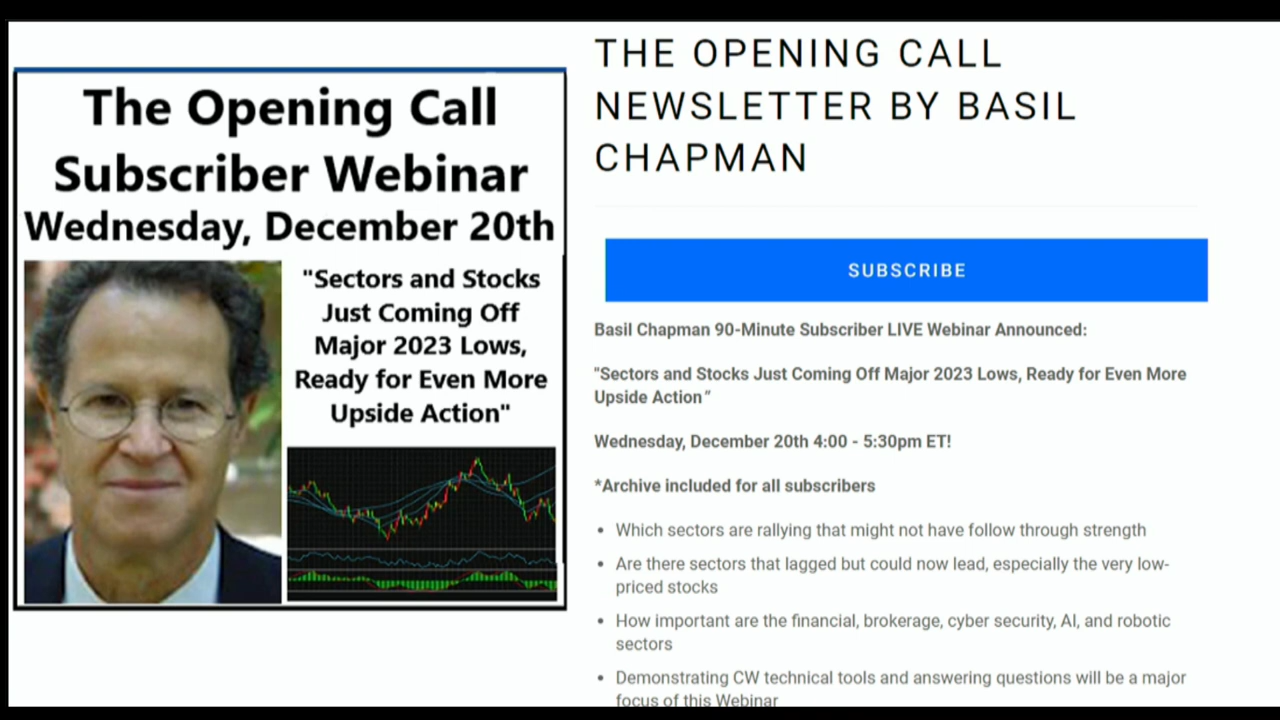 The Opening Call
Subscriber Webinar
Wednesday, December 20th
"Sectors and Stocks
Just Coming Off
Major 2023 Lows,
Ready for Even More
Upside Action"
THE OPENING CALL
NEWSLETTER BY BASIL
CHAPMAN
SUBSCRIBE
Basil Chapman 90-Minute Subscriber LIVE Webinar Announced:
"Sectors and Stocks Just Coming Off Major 2023 Lows, Ready for Even More
Upside Action"
Wednesday, December 20th 4:00 - 5:30pm ET!
*Archive included for all subscribers
• Which sectors are rallying that might not have follow through strength
• Are there sectors that lagged but could now lead, especially the very low-
priced stocks
• How important are the financial, brokerage, cyber security, AI, and robotic
sectors
• Demonstrating CW technical tools and answering questions will be a major
focus of this Webinar